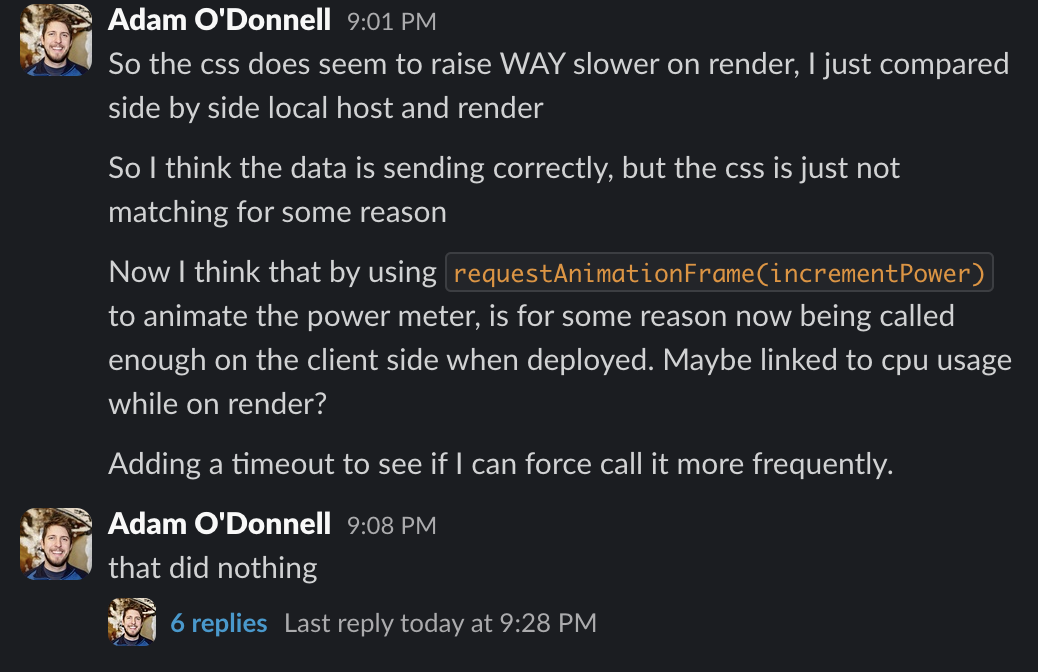 Adam O'Donnell 9:01 PM
So the css does seem to raise WAY slower on render, I just compared
side by side local host and render
So I think the data is sending correctly, but the css is just not
matching for some reason
Now I think that by using requestAnimationFrame(incrementPower)
to animate the power meter, is for some reason now being called
enough on the client side when deployed. Maybe linked to cpu usage
while on render?
Adding a timeout to see if I can force call it more frequently.
Adam O'Donnell 9:08 PM
that did nothing
6 replies Last reply today at 9:28 PM